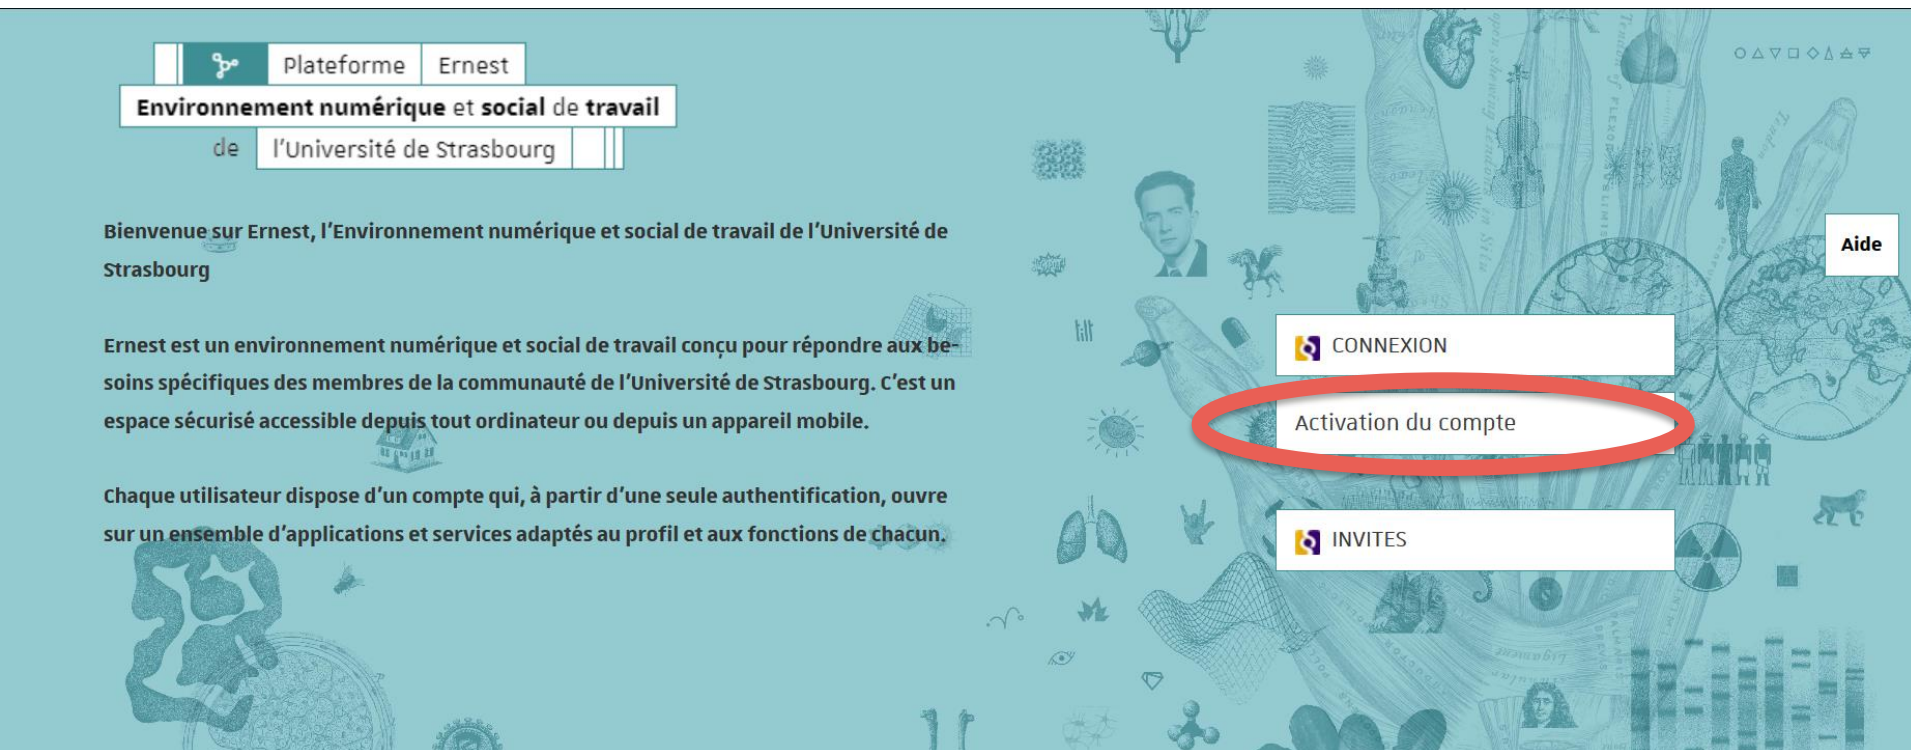 Plateforme Ernest
Environnement numérique et social de travail
de l'Université de Strasbourg
Bienvenue sur Ernest, l'Environnement numérique et social de travail de l'Université de
Strasbourg
Ernest est un environnement numérique et social de travail conçu pour répondre aux be-
soins spécifiques des membres de la communauté de l'Université de Strasbourg. C'est un
espace sécurisé accessible depuis tout ordinateur ou depuis un appareil mobile.
Chaque utilisateur dispose d'un compte qui, à partir d'une seule authentification, ouvre
sur un ensemble d'applications et services adaptés au profil et aux fonctions de chacun.
Aide
tilt
CONNEXION
Activation du compte
INVITES
Ligament